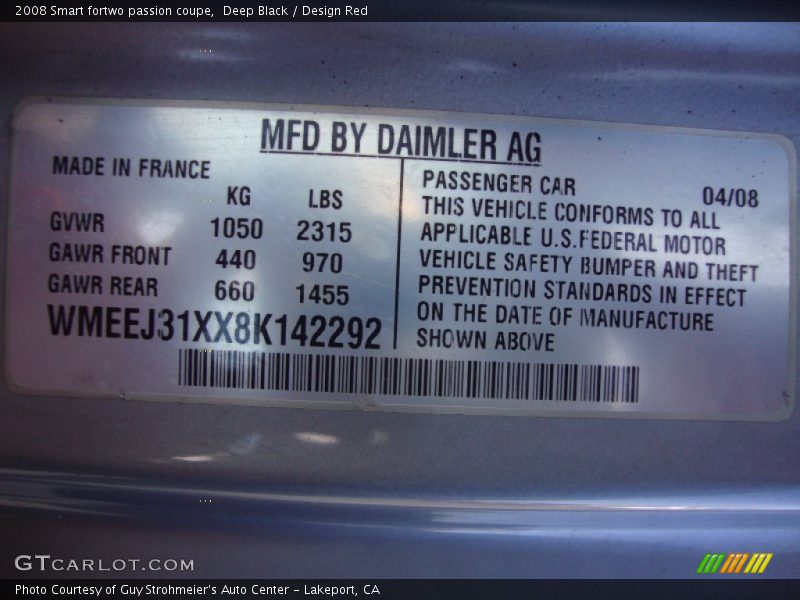 2008 Smart fortwo passion coupe,  Deep Black / Design Red
MFD BY DAIMLER AG
MADE IN FRANCE
KG LBS
GVWR 1050 2315
GAWR FRONT 440 970
GAWR REAR 660 1455
WMEEJ31XX8K142292
PASSENGER CAR 04/08
THIS VEHICLE CONFORMS TO ALL
APPLICABLE U.S.FEDERAL MOTOR
VEHICLE SAFETY BUMPER AND THEFT
PREVENTION STANDARDS IN EFFECT
ON THE DATE OF MANUFACTURE
SHOWN ABOVE
GTCARLOT.COM
Photo Courtesy of Guy Strohmeier's Auto Center – Lakeport, CA